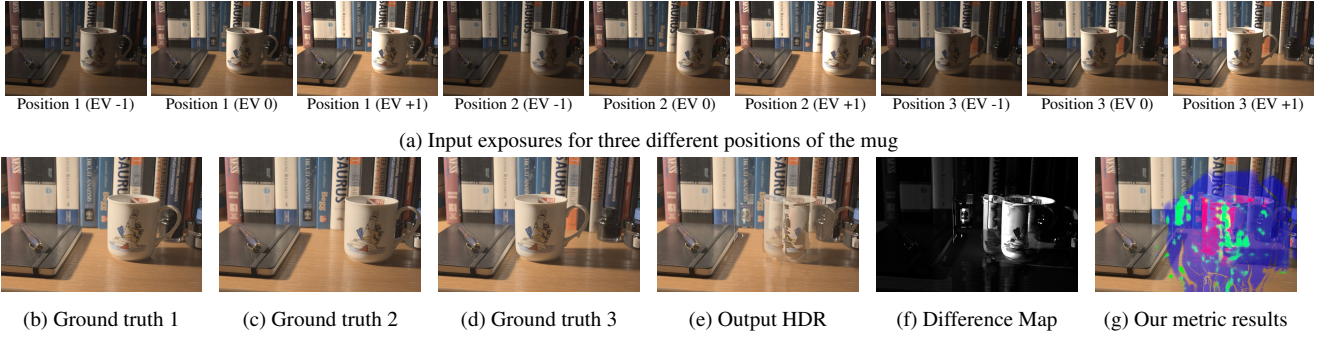 Position 1 (EV -1) Position 1 (EV 0) Position 1 (EV +1) Position 2 (EV -1) Position 2 (EV 0) Position 2 (EV +1) Position 3 (EV -1) Position 3 (EV 0) Position 3 (EV +1)
(a) Input exposures for three different positions of the mug
(b) Ground truth 1 (c) Ground truth 2 (d) Ground truth 3 (e) Output HDR (f) Difference Map (g) Our metric results